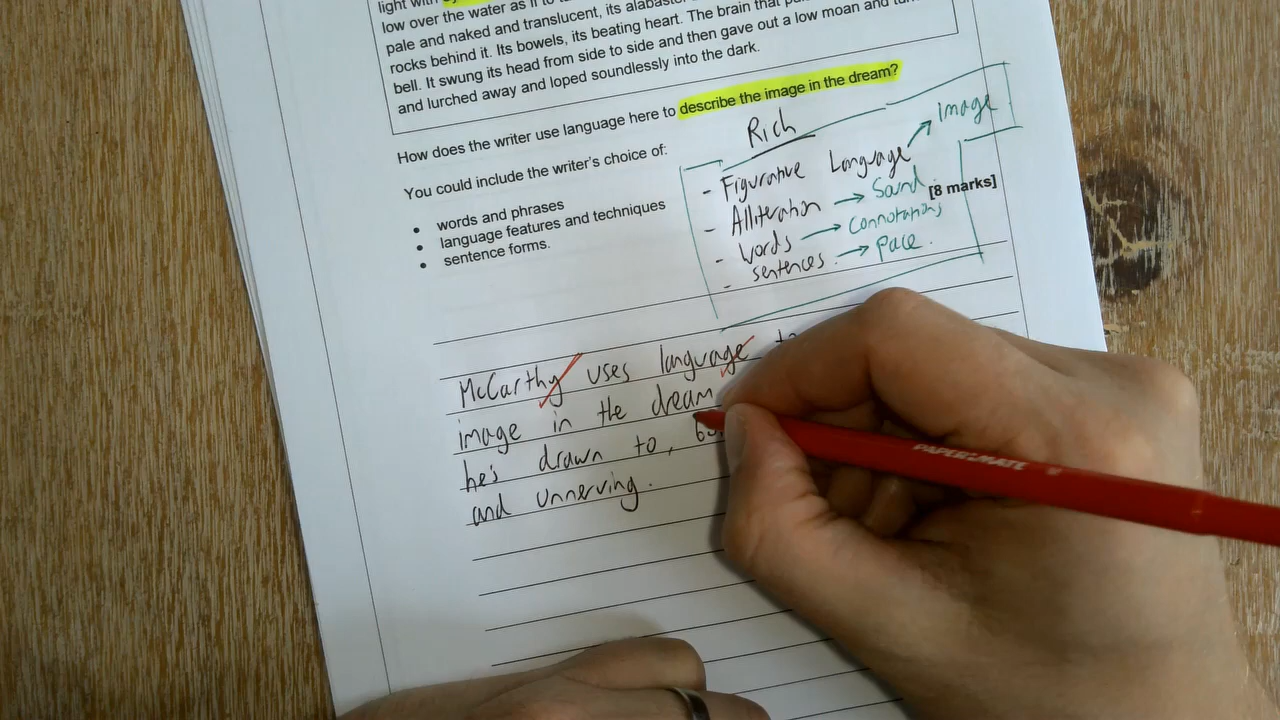 light with
low over the water as if to
pale and naked and translucent, its alabaster
rocks behind it. Its bowels, its beating heart. The brain that
bell. It swung its head from side to side and then gave out a low moan and
and lurched away and loped soundlessly into the dark.
How does the writer use language here to describe the image in the dream?
You could include the writer's choice of:
• words and phrases
• language features and techniques
• sentence forms.
Rich
- Figurative Language → Image
- Alliteration → Sound.
[8 marks]
- Words → connotations
- sentences. → pace.
McCarthy uses language to
image in the dream
he's drawn to,
and unnerving.
PAPER:MATE